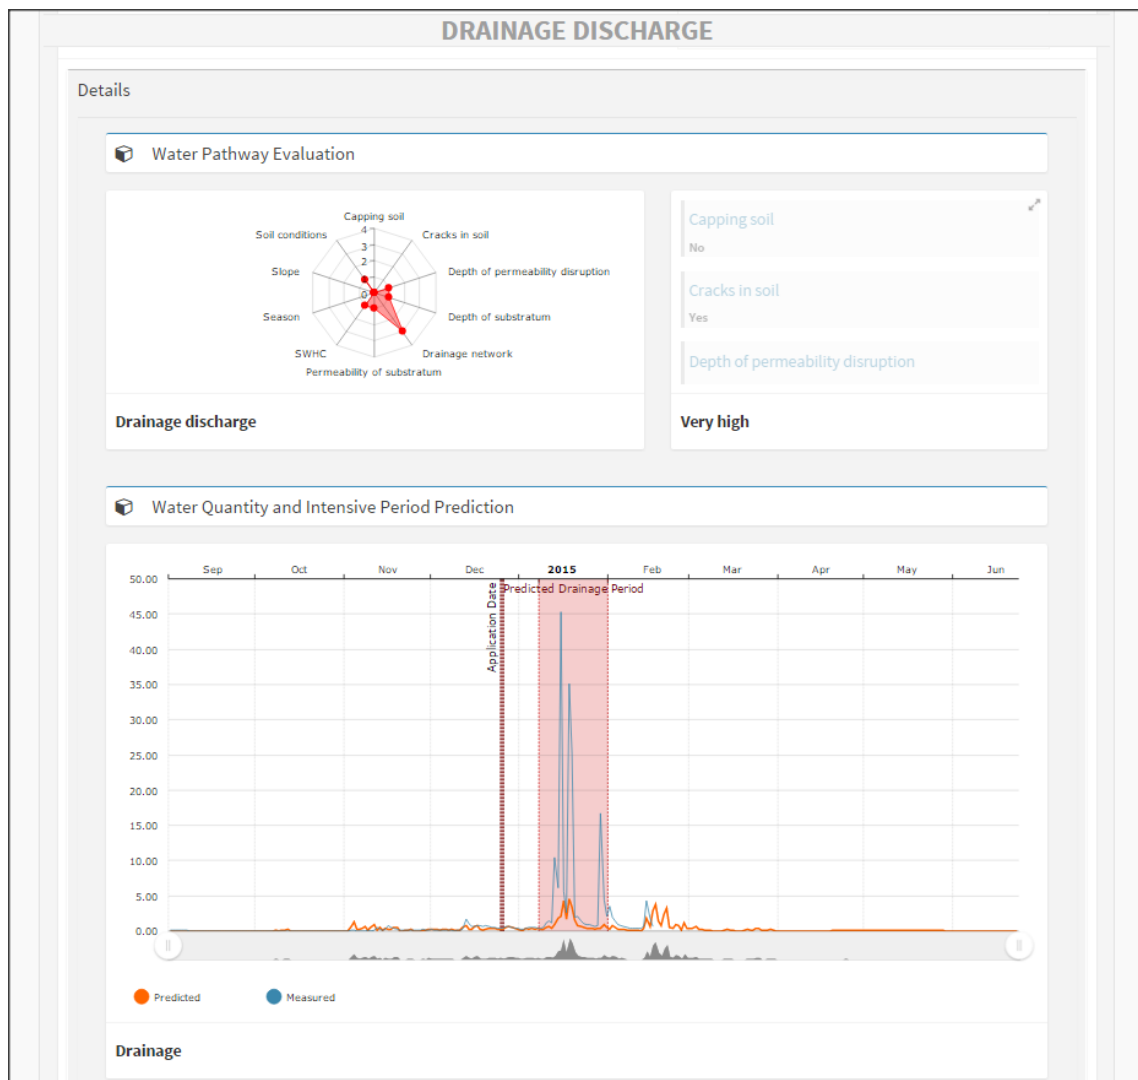 DRAINAGE DISCHARGE
Details
Water Pathway Evaluation
Capping soil
Soil conditions
Cracks in soil
Slope
Depth of permeability disruption
Season
Depth of substratum
SWHC
Drainage network
Permeability of substratum
4
3
2
0
Capping soil
No
Cracks in soil
Yes
Depth of permeability disruption
Drainage discharge
Very high
Water Quantity and Intensive Period Prediction
Sep Oct Nov Dec 2015 Feb Mar Apr May Jun
Application Date
Predicted Drainage Period
50.00
45.00
40.00
35.00
30.00
25.00
20.00
15.00
10.00
5.00
0.00
Predicted
Measured
Drainage